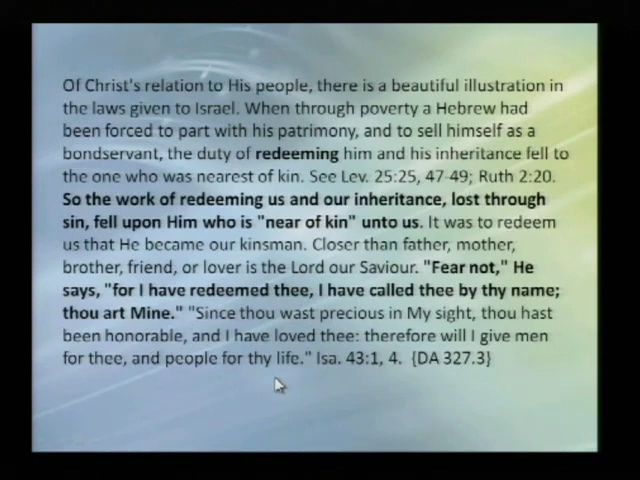 Of Christ's relation to His people, there is a beautiful illustration in
the laws given to Israel. When through poverty a Hebrew had
been forced to part with his patrimony, and to sell himself as a
bondservant, the duty of redeeming him and his inheritance fell to
the one who was nearest of kin. See Lev. 25:25, 47-49; Ruth 2:20.
So the work of redeeming us and our inheritance, lost through
sin, fell upon Him who is "near of kin" unto us. It was to redeem
us that He became our kinsman. Closer than father, mother,
brother, friend, or lover is the Lord our Saviour. "Fear not," He
says, "for I have redeemed thee, I have called thee by thy name;
thou art Mine." "Since thou wast precious in My sight, thou hast
been honorable, and I have loved thee: therefore will I give men
for thee, and people for thy life." Isa. 43:1, 4. {DA 327.3}